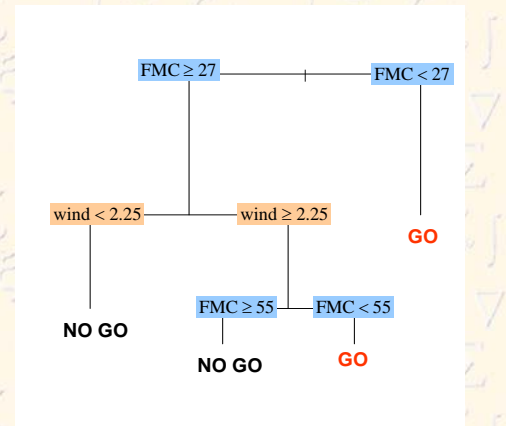 FMC ≥ 27
FMC < 27
wind < 2.25
wind ≥ 2.25
GO
FMC ≥ 55
FMC < 55
NO GO
NO GO
GO